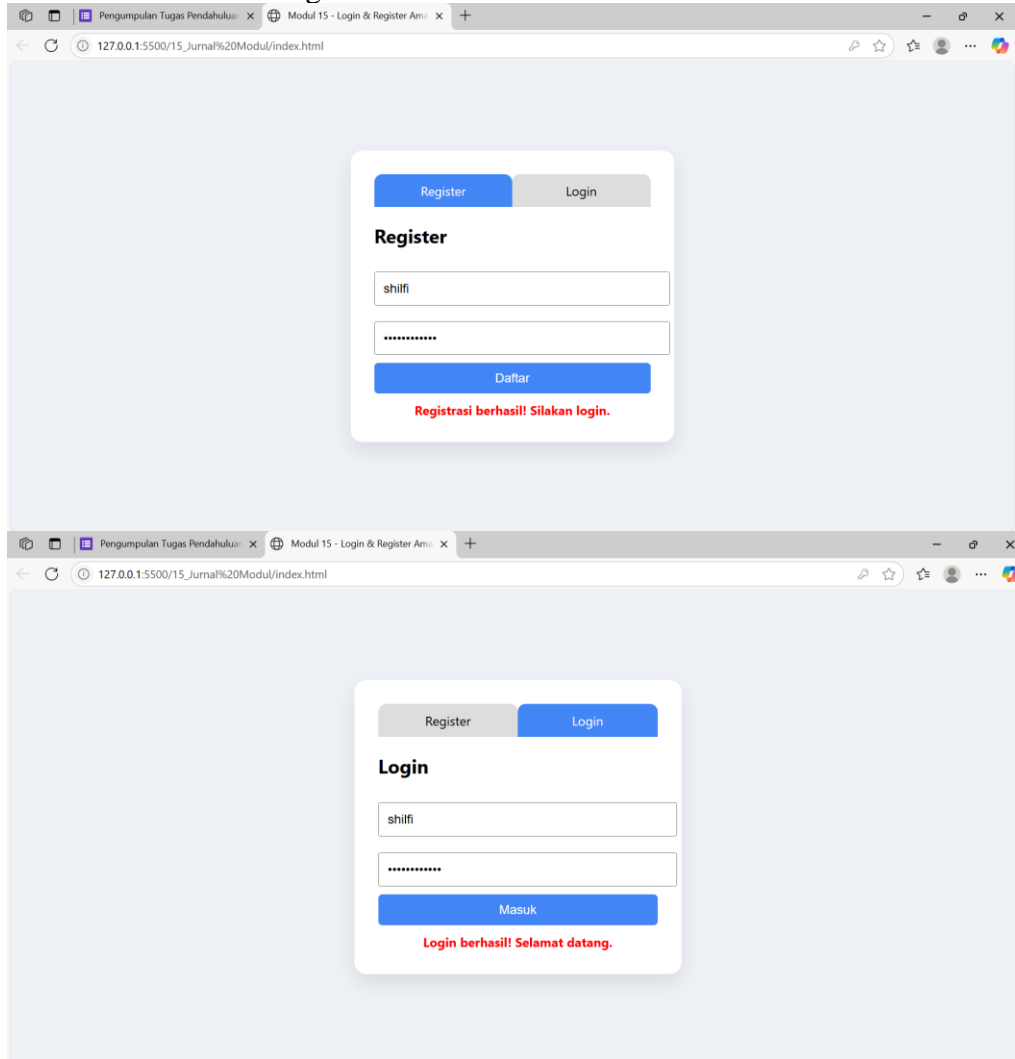 Pengumpulan Tugas Pendahuluan
Modul 15 - Login & Register Ama
127.0.0.1:5500/15_Jurnal%20Modul/index.html
Register
Login
Register
shilfi
••••••••••••
Daftar
Registrasi berhasil! Silakan login.
Pengumpulan Tugas Pendahuluan
Modul 15 - Login & Register Ama
127.0.0.1:5500/15_Jurnal%20Modul/index.html
Register
Login
Login
shilfi
••••••••••••
Masuk
Login berhasil! Selamat datang.